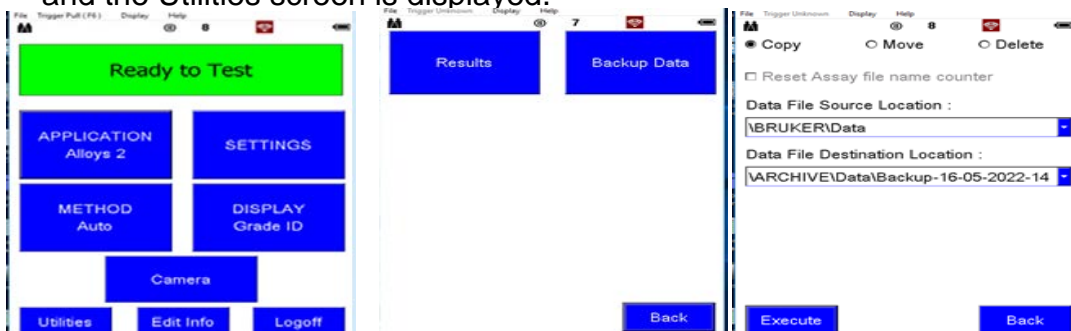 and the Utilities screen is displayed.
File Trigger Pull (F6) Display Help
8
Ready to Test
APPLICATION
Alloys 2
SETTINGS
METHOD
Auto
DISPLAY
Grade ID
Camera
Utilities Edit Info Logoff
File Trigger Unknown Display Help
7
Results
Backup Data
Back
File Trigger Unknown Display Help
8
Copy Move Delete
Reset Assay file name counter
Data File Source Location :
\BRUKER\Data
Data File Destination Location :
\ARCHIVE\Data\Backup-16-05-2022-14
Execute Back